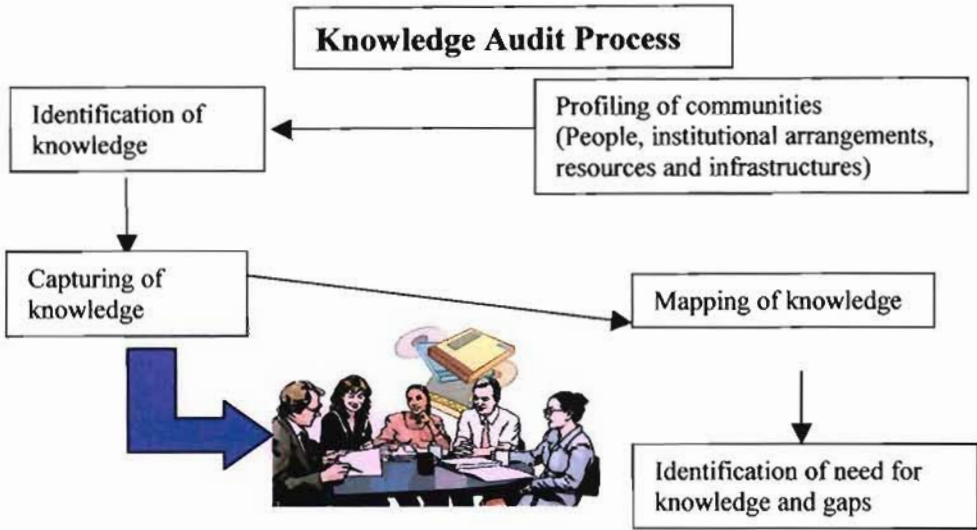 Knowledge Audit Process
Identification of
knowledge
Profiling of communities
(People, institutional arrangements,
resources and infrastructures)
Capturing of
knowledge
Mapping of knowledge
Identification of need for
knowledge and gaps